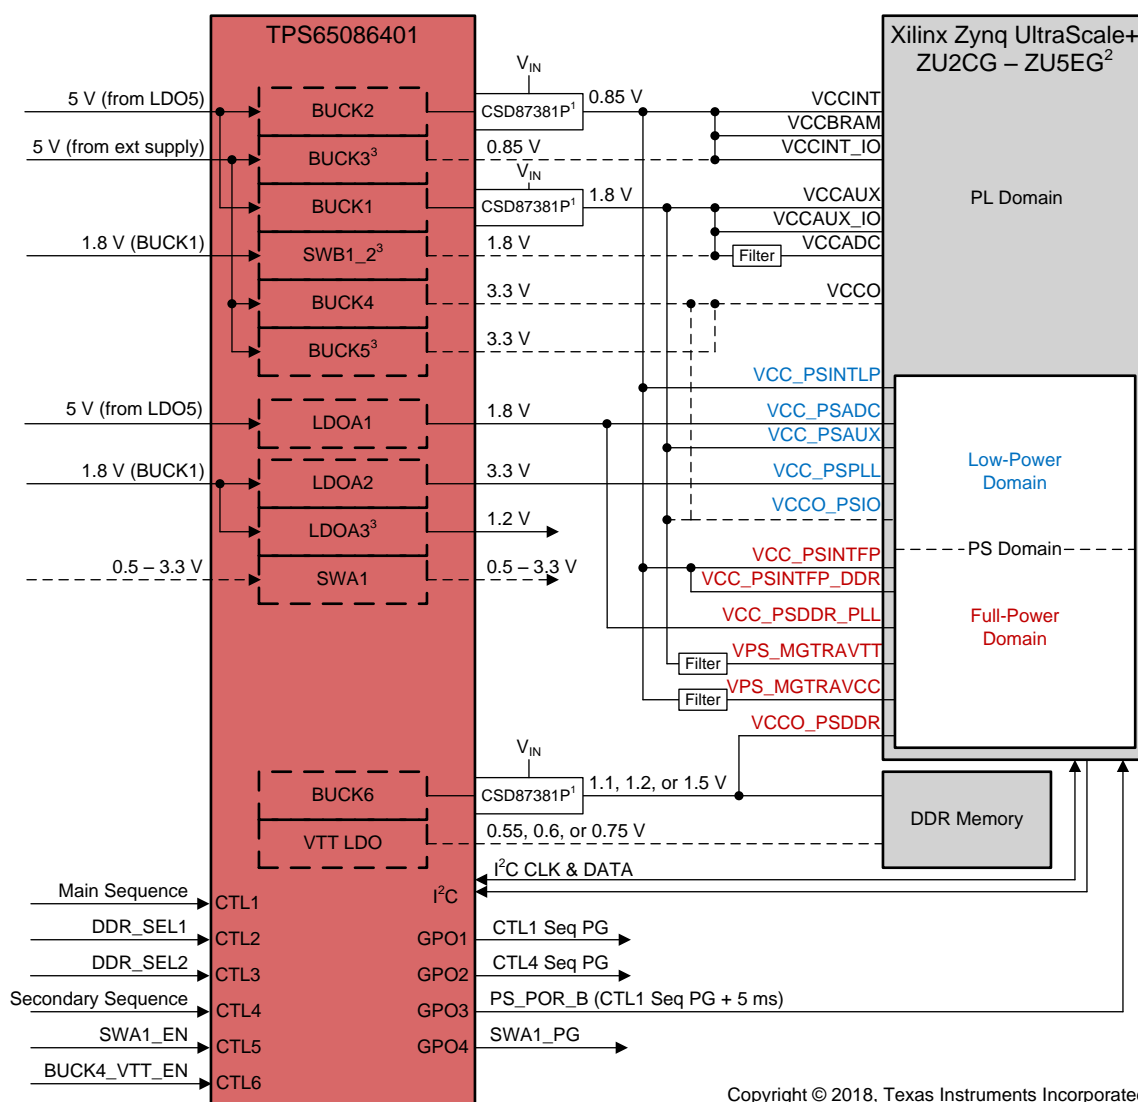 TPS65086401
Xilinx Zynq UltraScale+
ZU2CG – ZU5EG²
5 V (from LDO5)
BUCK2
V_IN
CSD87381P¹
0.85 V
VCCINT
VCCBRAM
5 V (from ext supply)
BUCK3³
0.85 V
VCCINT_IO
V_IN
BUCK1
CSD87381P¹
1.8 V
VCCAUX
PL Domain
VCCAUX_IO
1.8 V (BUCK1)
SWB1_2³
1.8 V
Filter
VCCADC
BUCK4
3.3 V
VCCO
BUCK5³
3.3 V
VCC_PSINTLP
5 V (from LDO5)
LDOA1
1.8 V
VCC_PSADC
VCC_PSAUX
1.8 V (BUCK1)
LDOA2
3.3 V
VCC_PSPLL
Low-Power
Domain
LDOA3³
1.2 V
VCCO_PSIO
PS Domain
0.5 – 3.3 V
SWA1
0.5 – 3.3 V
VCC_PSINTFP
VCC_PSINTFP_DDR
VCC_PSDDR_PLL
Full-Power
Domain
Filter
VPS_MGTRAVTT
Filter
VPS_MGTRAVCC
VCCO_PSDDR
V_IN
BUCK6
CSD87381P¹
1.1, 1.2, or 1.5 V
DDR Memory
VTT LDO
0.55, 0.6, or 0.75 V
I²C CLK & DATA
I²C
Main Sequence
CTL1
DDR_SEL1
CTL2
GPO1
CTL1 Seq PG
DDR_SEL2
CTL3
GPO2
CTL4 Seq PG
Secondary Sequence
CTL4
GPO3
PS_POR_B (CTL1 Seq PG + 5 ms)
SWA1_EN
CTL5
GPO4
SWA1_PG
BUCK4_VTT_EN
CTL6
Copyright © 2018, Texas Instruments Incorporated